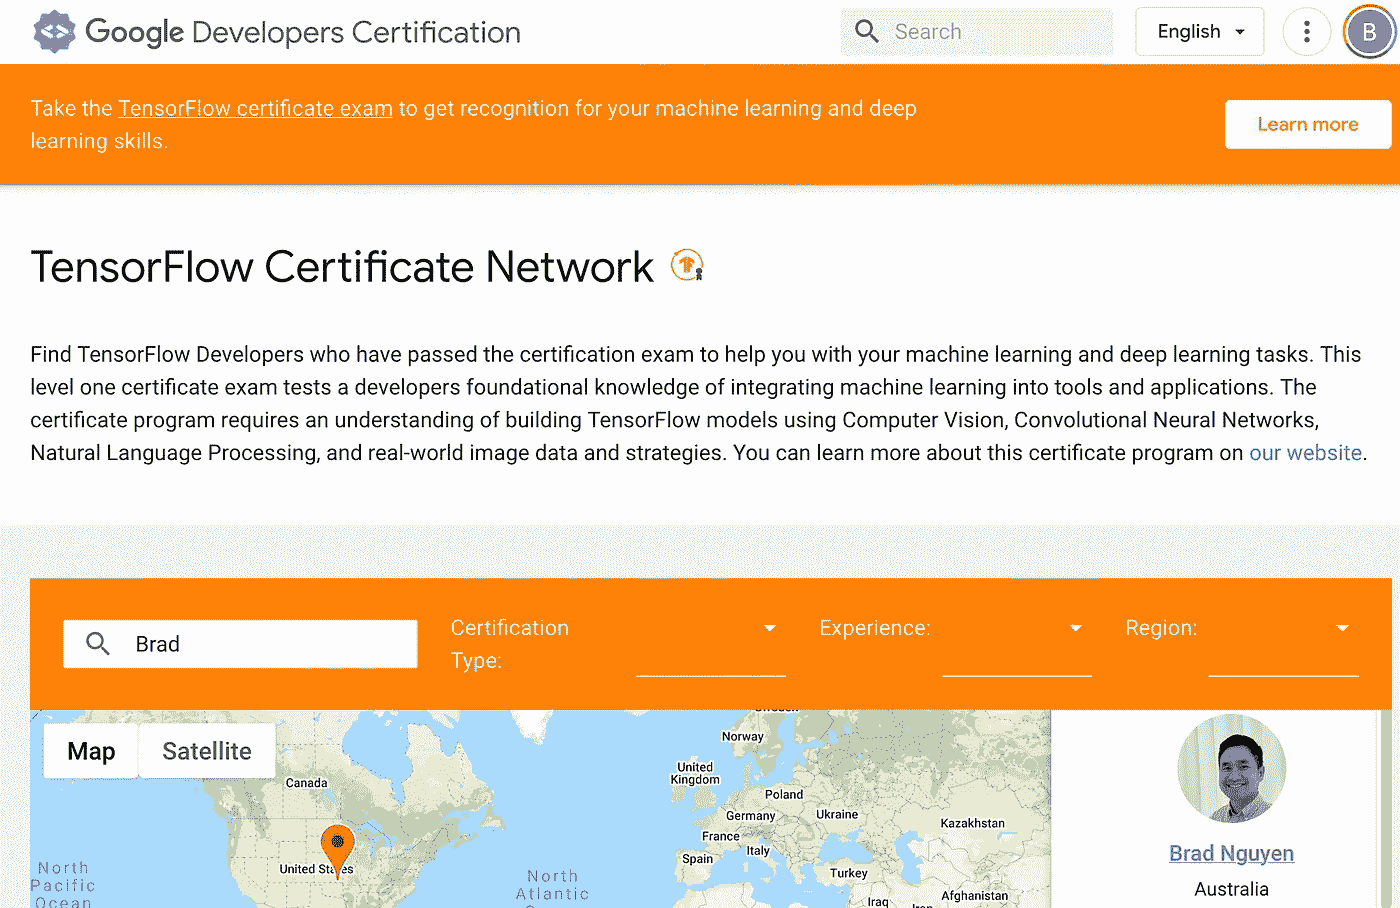 Google Developers Certification
Search
English
B
Take the TensorFlow certificate exam to get recognition for your machine learning and deep
learning skills.
Learn more
TensorFlow Certificate Network
Find TensorFlow Developers who have passed the certification exam to help you with your machine learning and deep learning tasks. This
level one certificate exam tests a developers foundational knowledge of integrating machine learning into tools and applications. The
certificate program requires an understanding of building TensorFlow models using Computer Vision, Convolutional Neural Networks,
Natural Language Processing, and real-world image data and strategies. You can learn more about this certificate program on our website.
Brad
Certification
Type:
Experience:
Region:
Map
Satellite
Norway
United
Kingdom
Canada
Poland
Germany
Ukraine
Kazakhstan
France
Italy
Spain
United States
Turkey
North
Pacific
Ocean
North
Atlantic
Iraq
Afghanistan
Brad Nguyen
Australia